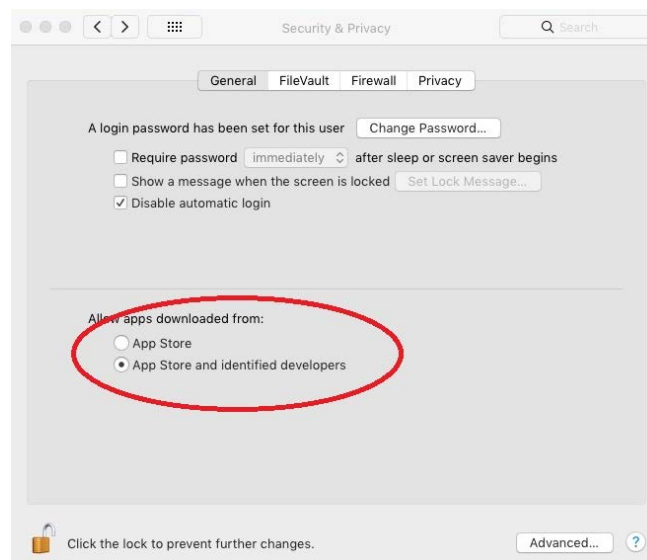 Security & Privacy
Search
General FileVault Firewall Privacy
A login password has been set for this user Change Password...
Require password immediately after sleep or screen saver begins
Show a message when the screen is locked Set Lock Message...
Disable automatic login
Allow apps downloaded from:
App Store
App Store and identified developers
Click the lock to prevent further changes.
Advanced... ?